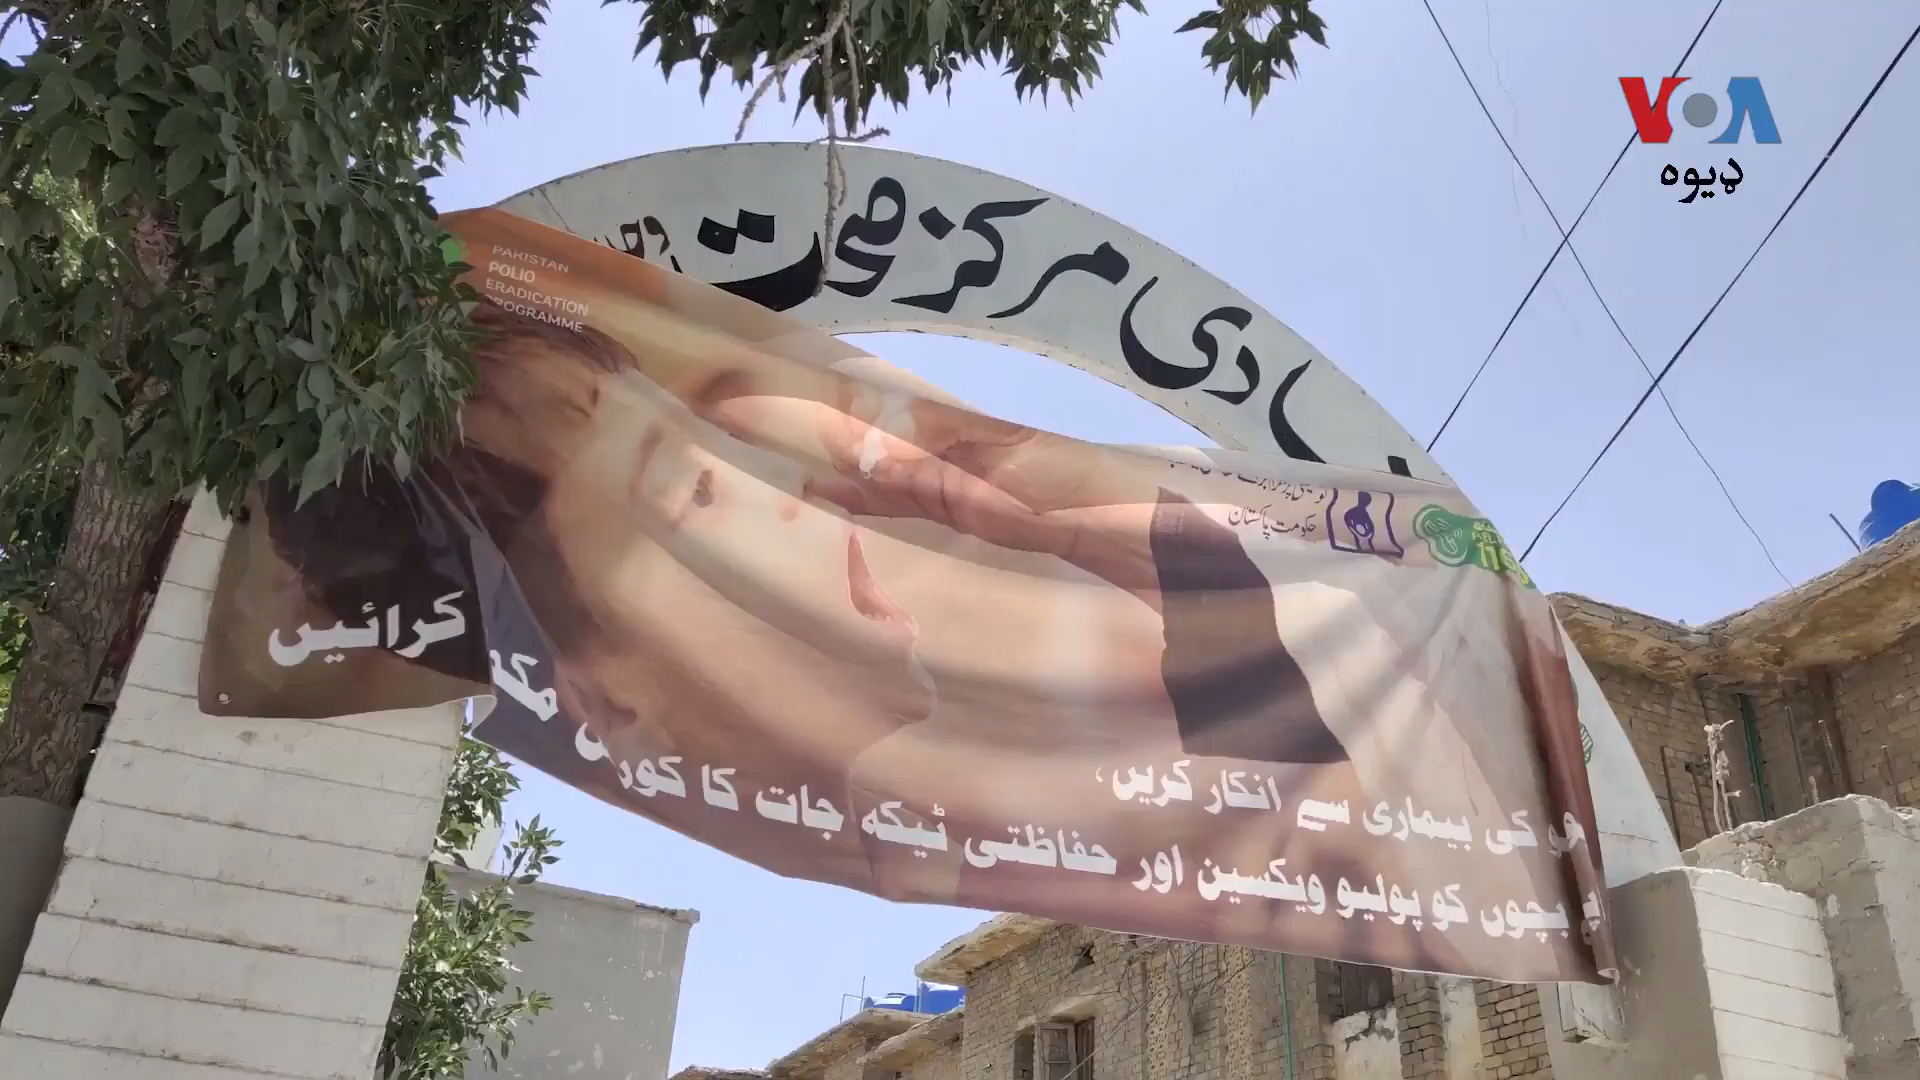 VOA
ډیوه
دی مرکز صحت
PAKISTAN
POLIO
ERADICATION
PROGRAMME
حکومت پاکستان
کی بیماری سے انکار کریں،
بچوں کو پولیو ویکسین اور حفاظتی ٹیکہ جات کا کورس
کرائیں